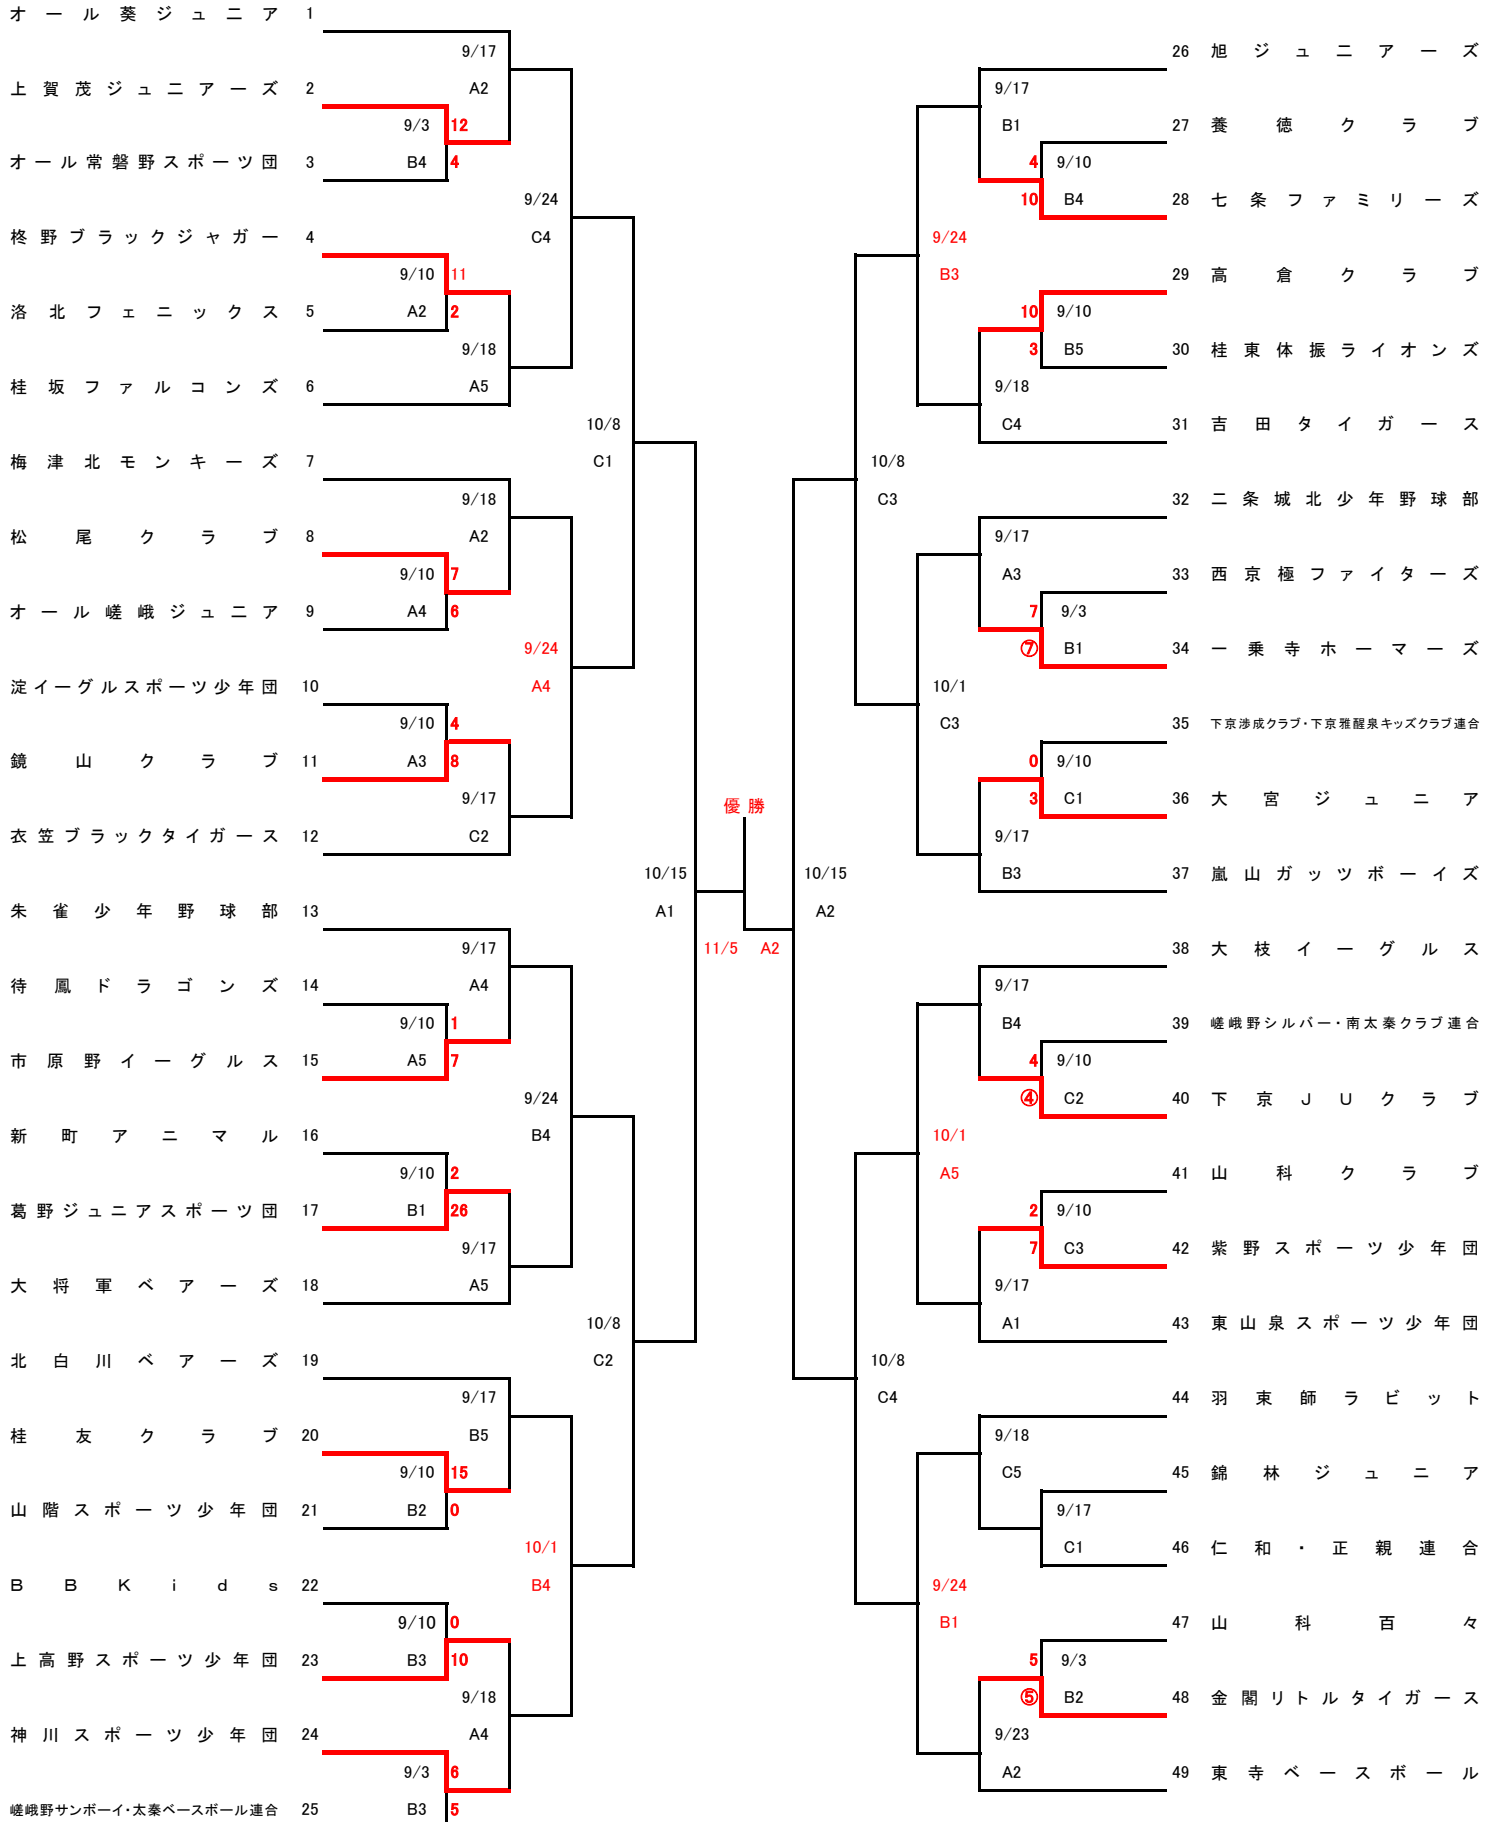 オール葵ジュニア 1
9/17
上賀茂ジュニアーズ 2 A2
9/3 12
オール常磐野スポーツ団 3 B4 4
9/24
柊野ブラックジャガー 4 C4
9/10 11
洛北フェニックス 5 A2 2
9/18
桂坂ファルコンズ 6 A5
10/8
梅津北モンキーズ 7 C1
9/18
松尾クラブ 8 A2
9/10 7
オール嵯峨ジュニア 9 A4 6
9/24
淀イーグルスポーツ少年団 10 A4
9/10 4
鏡山クラブ 11 A3 8
9/17
衣笠ブラックタイガース 12 C2
10/15
朱雀少年野球部 13 A1
9/17
待鳳ドラゴンズ 14 A4
9/10 1
市原野イーグルス 15 A5 7
9/24
新町アニマル 16 B4
9/10 2
葛野ジュニアスポーツ団 17 B1 26
9/17
大将軍ベアーズ 18 A5
10/8
北白川ベアーズ 19 C2
9/17
桂友クラブ 20 B5
9/10 15
山階スポーツ少年団 21 B2 0
10/1
BBKids 22 B4
9/10 0
上高野スポーツ少年団 23 B3 10
9/18
神川スポーツ少年団 24 A4
9/3 6
嵯峨野サンボーイ・太秦ベースボール連合 25 B3 5
優勝
11/5 A2
26 旭ジュニアーズ
9/17
B1 27 養徳クラブ
4 9/10
10 B4 28 七条ファミリーズ
9/24
B3 29 高倉クラブ
10 9/10
3 B5 30 桂東体振ライオンズ
9/18
C4 31 吉田タイガース
10/8
C3 32 二条城北少年野球部
9/17
A3 33 西京極ファイターズ
7 9/3
⑦ B1 34 一乗寺ホーマーズ
10/1
C3 35 下京渉成クラブ・下京雅醒泉キッズクラブ連合
0 9/10
3 C1 36 大宮ジュニア
9/17
B3 37 嵐山ガッツボーイズ
10/15
A2
38 大枝イーグルス
9/17
B4 39 嵯峨野シルバー・南太秦クラブ連合
4 9/10
④ C2 40 下京JUクラブ
10/1
A5 41 山科クラブ
2 9/10
7 C3 42 紫野スポーツ少年団
9/17
A1 43 東山泉スポーツ少年団
10/8
C4 44 羽束師ラビット
9/18
C5 45 錦林ジュニア
9/17
C1 46 仁和・正親連合
9/24
B1 47 山科百々
5 9/3
⑤ B2 48 金閣リトルタイガース
9/23
A2 49 東寺ベースボール